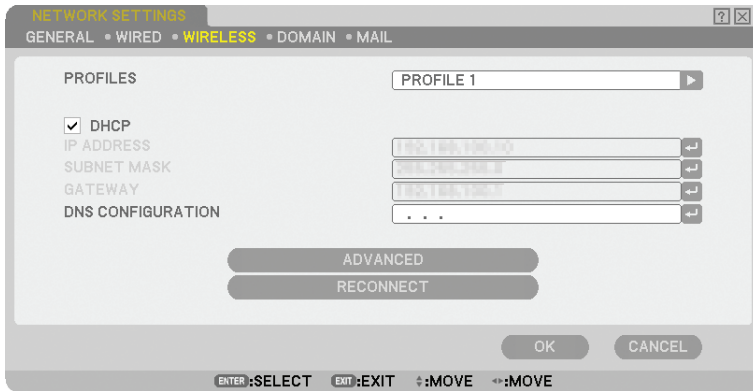 NETWORK SETTINGS
GENERAL • WIRED • WIRELESS • DOMAIN • MAIL
PROFILES PROFILE 1
DHCP
IP ADDRESS
SUBNET MASK
GATEWAY
DNS CONFIGURATION . . .
ADVANCED
RECONNECT
OK CANCEL
ENTER :SELECT EXIT :EXIT :MOVE :MOVE